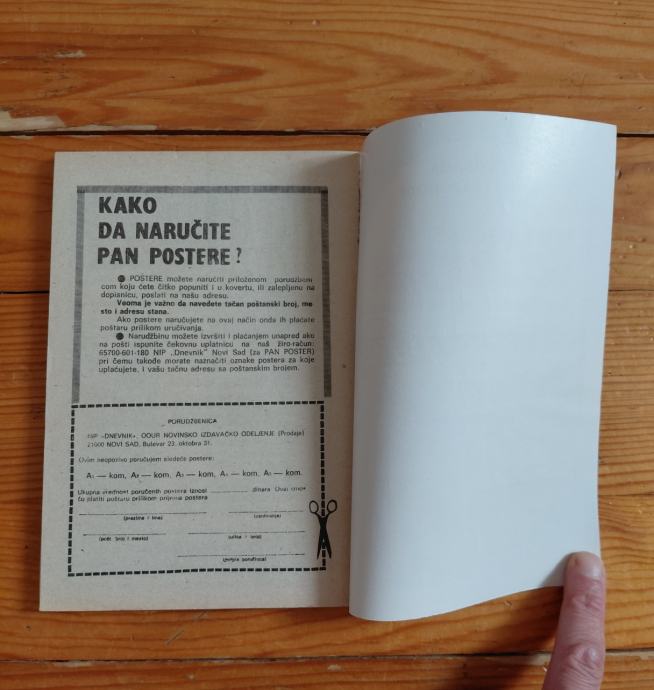 KAKO
DA NARUČITE
PAN POSTERE?
● POSTERE možete naručiti priloženom porudžbeni-
com koju ćete čitko popuniti i u kovertu, ili zalepljenu na
dopisnicu, poslati na našu adresu.
Veoma je važno da navedete tačan poštanski broj, me-
sto i adresu stana.
Ako postere naručujete na ovaj način onda ih plaćate
poštaru prilikom uručivanja.
● Narudžbinu možete izvršiti i plaćanjem unapred ako
na pošti ispunite čekovnu uplatnicu na naš žiro-račun:
65700-601-180 NIP „Dnevnik" Novi Sad (za PAN POSTER)
pri čemu takođe morate naznačiti oznake postera za koje
uplaćujete, i vašu tačnu adresu sa poštanskim brojem.
PORUDŽBENICA
NIP «DNEVNIK», OOUR NOVINSKO IZDAVAČKO ODELJENJE (Prodaje)
21000 NOVI SAD, Bulevar 23. oktobra 31.
Ovim neopozivo poručujem sledeće postere:
A₁ — kom, A₂ — kom, A₃ — kom, A₄ — kom, A₅ — kom.
Ukupna vrednost poručenih postera iznosi dinara Ovaj iznos
ću platiti poštaru prilikom prijema postera
(prezime i ime) (zanimanje)
(pošt. broj i mesto) (ulica i broj)
(potpis poručioca)